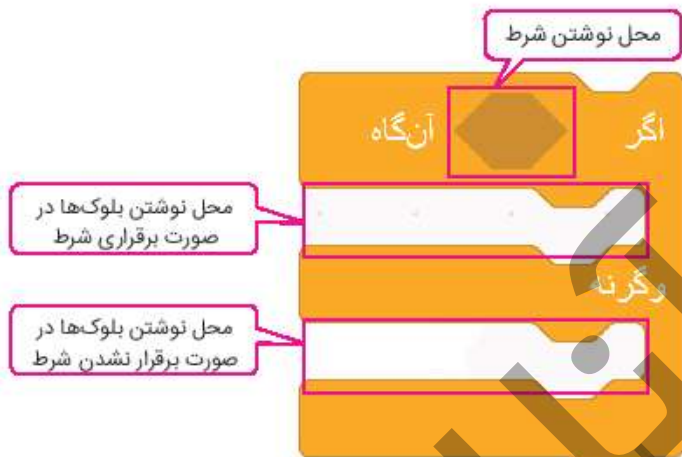 محل نوشتن شرط
اگر آن‌گاه
محل نوشتن بلوک‌ها در
صورت برقراری شرط
وگرنه
محل نوشتن بلوک‌ها در
صورت برقرار نشدن شرط